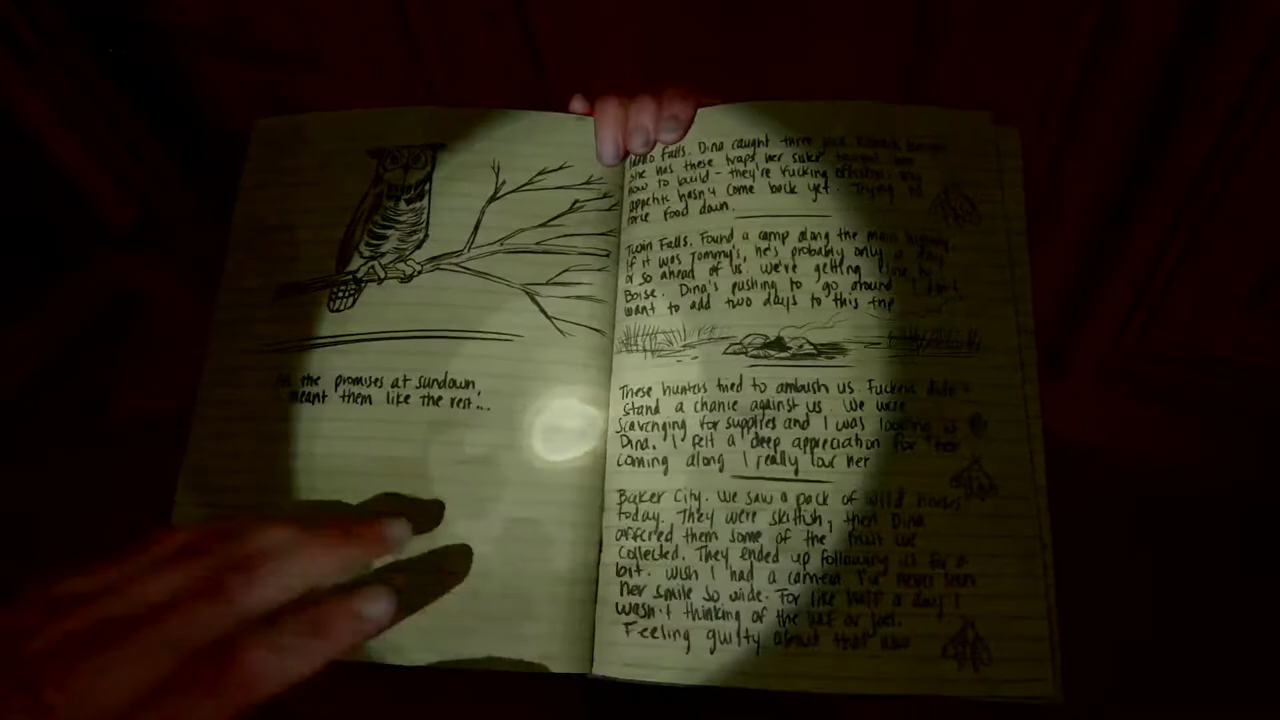 the promises at sundown,
meant them like the rest...
Falls. Dina caught three
she has these traps her sister taught
how to build - they're fucking
appetite hasn't come back yet. Trying to
force food down.
Twin Falls. Found a camp along the main highway.
If it was Tommy's, he's probably only a day
or so ahead of us. We're getting close to
Boise. Dina's pushing to go around I don't
want to add two days to this trip
These hunters tried to ambush us. Fuckers didn't
stand a chance against us. We were
scavenging for supplies and I was looking
Dina. I felt a deep appreciation for her
coming along I really love her
Baker City. We saw a pack of wild horses
today. They were skittish, then Dina
offered them some of the fruit we
collected. They ended up following us for a
bit. Wish I had a camera I've never seen
her smile so wide. For like half a day I
wasn't thinking of the or Joel.
Feeling guilty about that now